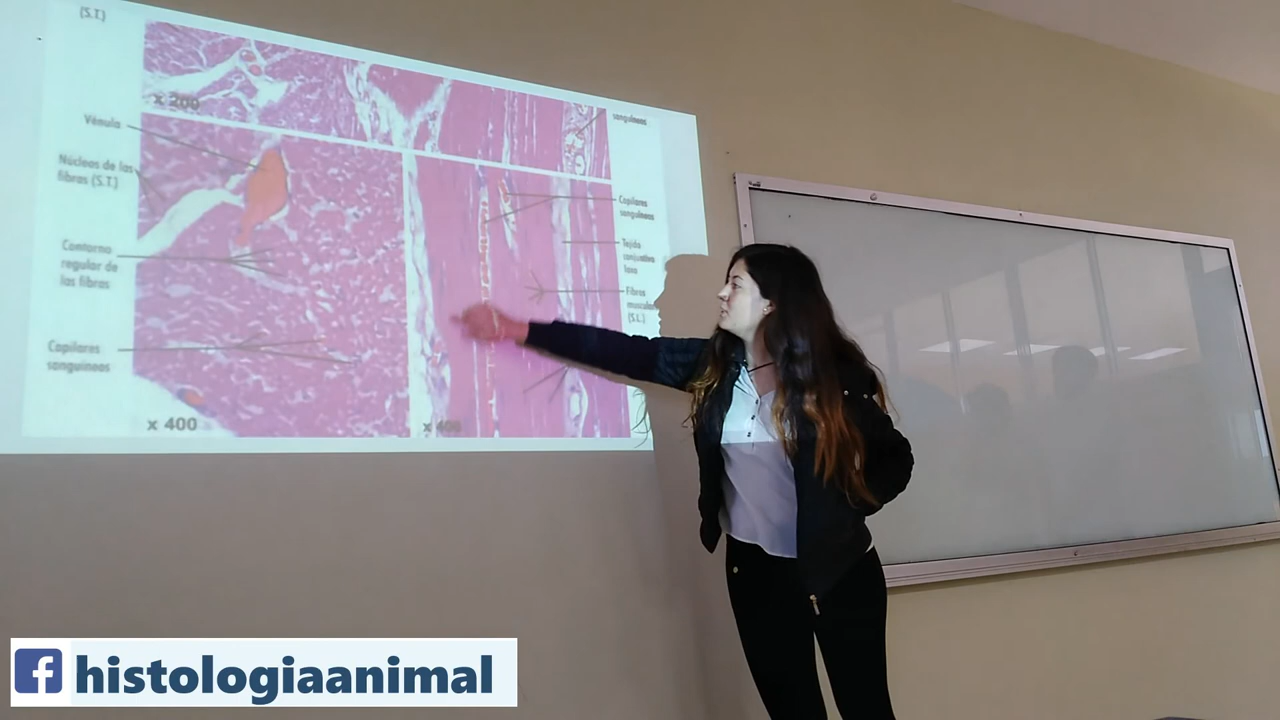 (S.T.)
x 200
sanguíneos
Vénula
Núcleos de las
fibras (S.T.)
Capilares
sanguíneos
Contorno
regular de
las fibras
Tejido
conjuntivo
laxo
Fibras
musculares
(S.L.)
Capilares
sanguíneos
x 400
x 400
histologiaanimal